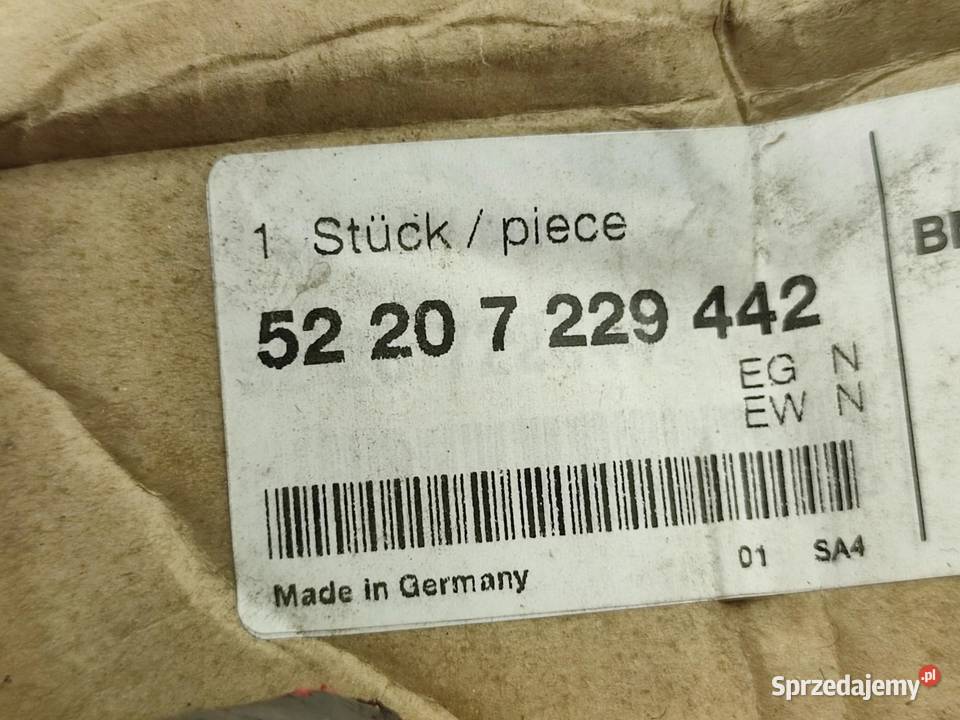 1 Stück / piece
52 20 7 229 442
EG N
EW N
01 SA4
Made in Germany
Sprzedajemy.pl